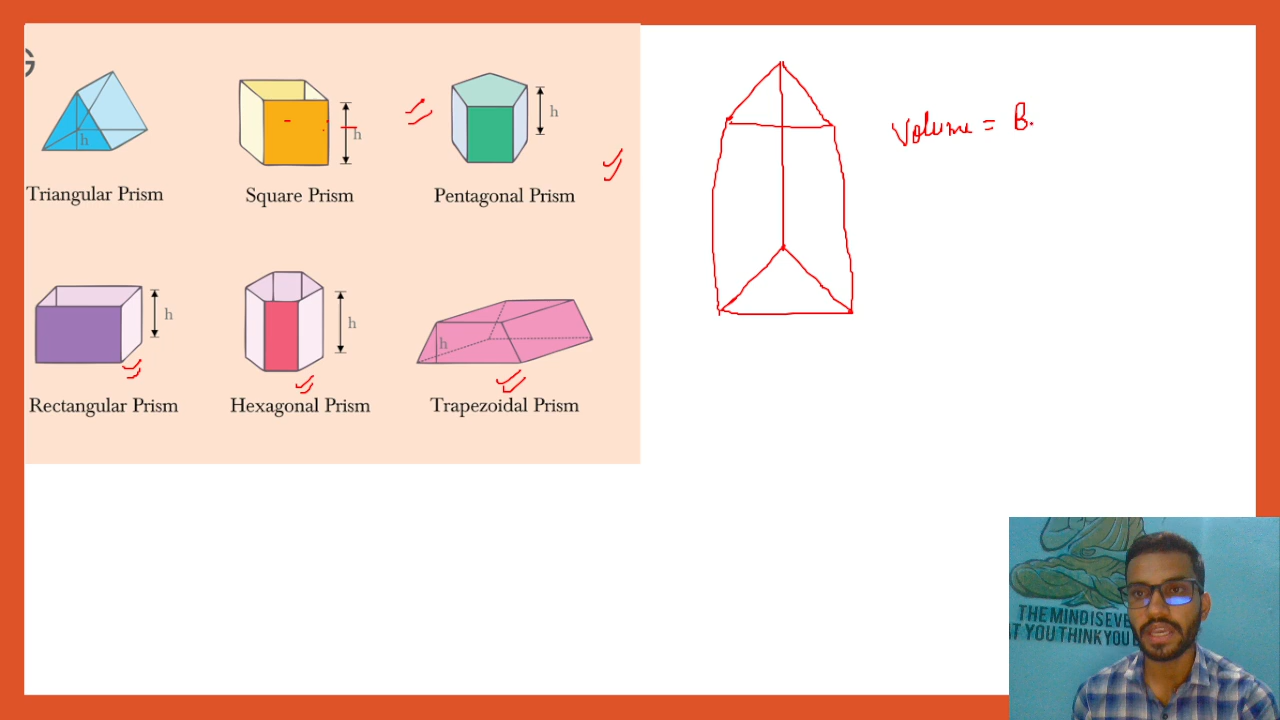 G
h
h
h
Triangular Prism
Square Prism
Pentagonal Prism
h
h
h
Rectangular Prism
Hexagonal Prism
Trapezoidal Prism
Volume = B.
THE MIND IS EVE
AT YOU THINK YOU B